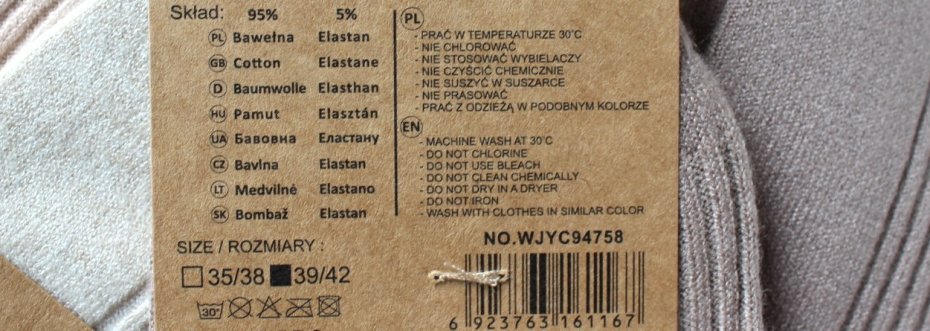 Skład: 95% 5%
PL Bawełna Elastan
GB Cotton Elastane
D Baumwolle Elasthan
HU Pamut Elasztán
UA Бавовна Еластану
CZ Bavlna Elastan
LT Medvilnė Elastano
SK Bombaž Elastan
SIZE / ROZMIARY :
35/38 39/42
30°
PL
- PRAĆ W TEMPERATURZE 30°C
- NIE CHLOROWAĆ
- NIE STOSOWAĆ WYBIELACZY
- NIE CZYŚCIĆ CHEMICZNIE
- NIE SUSZYĆ W SUSZARCE
- NIE PRASOWAĆ
- PRAĆ Z ODZIEŻĄ W PODOBNYM KOLORZE
EN
- MACHINE WASH AT 30°C
- DO NOT CHLORINE
- DO NOT USE BLEACH
- DO NOT CLEAN CHEMICALLY
- DO NOT DRY IN A DRYER
- DO NOT IRON
- WASH WITH CLOTHES IN SIMILAR COLOR
NO.WJYC94758
6 923763 161167